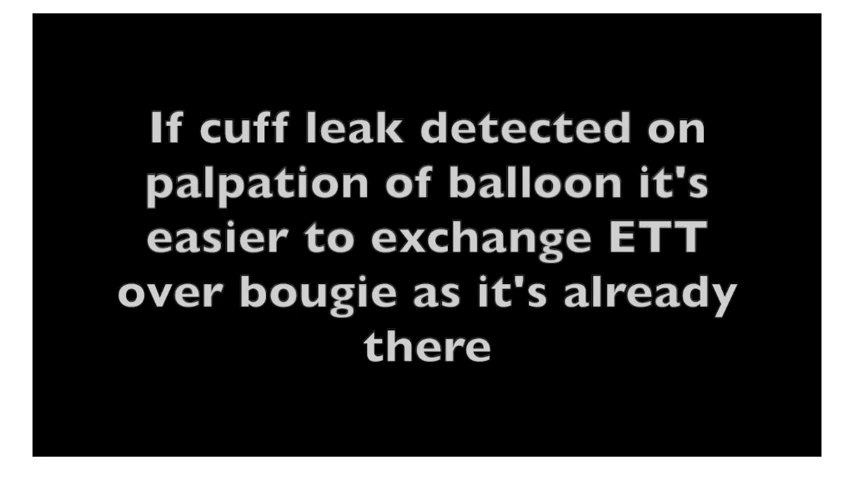 If cuff leak detected on
palpation of balloon it's
easier to exchange ETT
over bougie as it's already
there